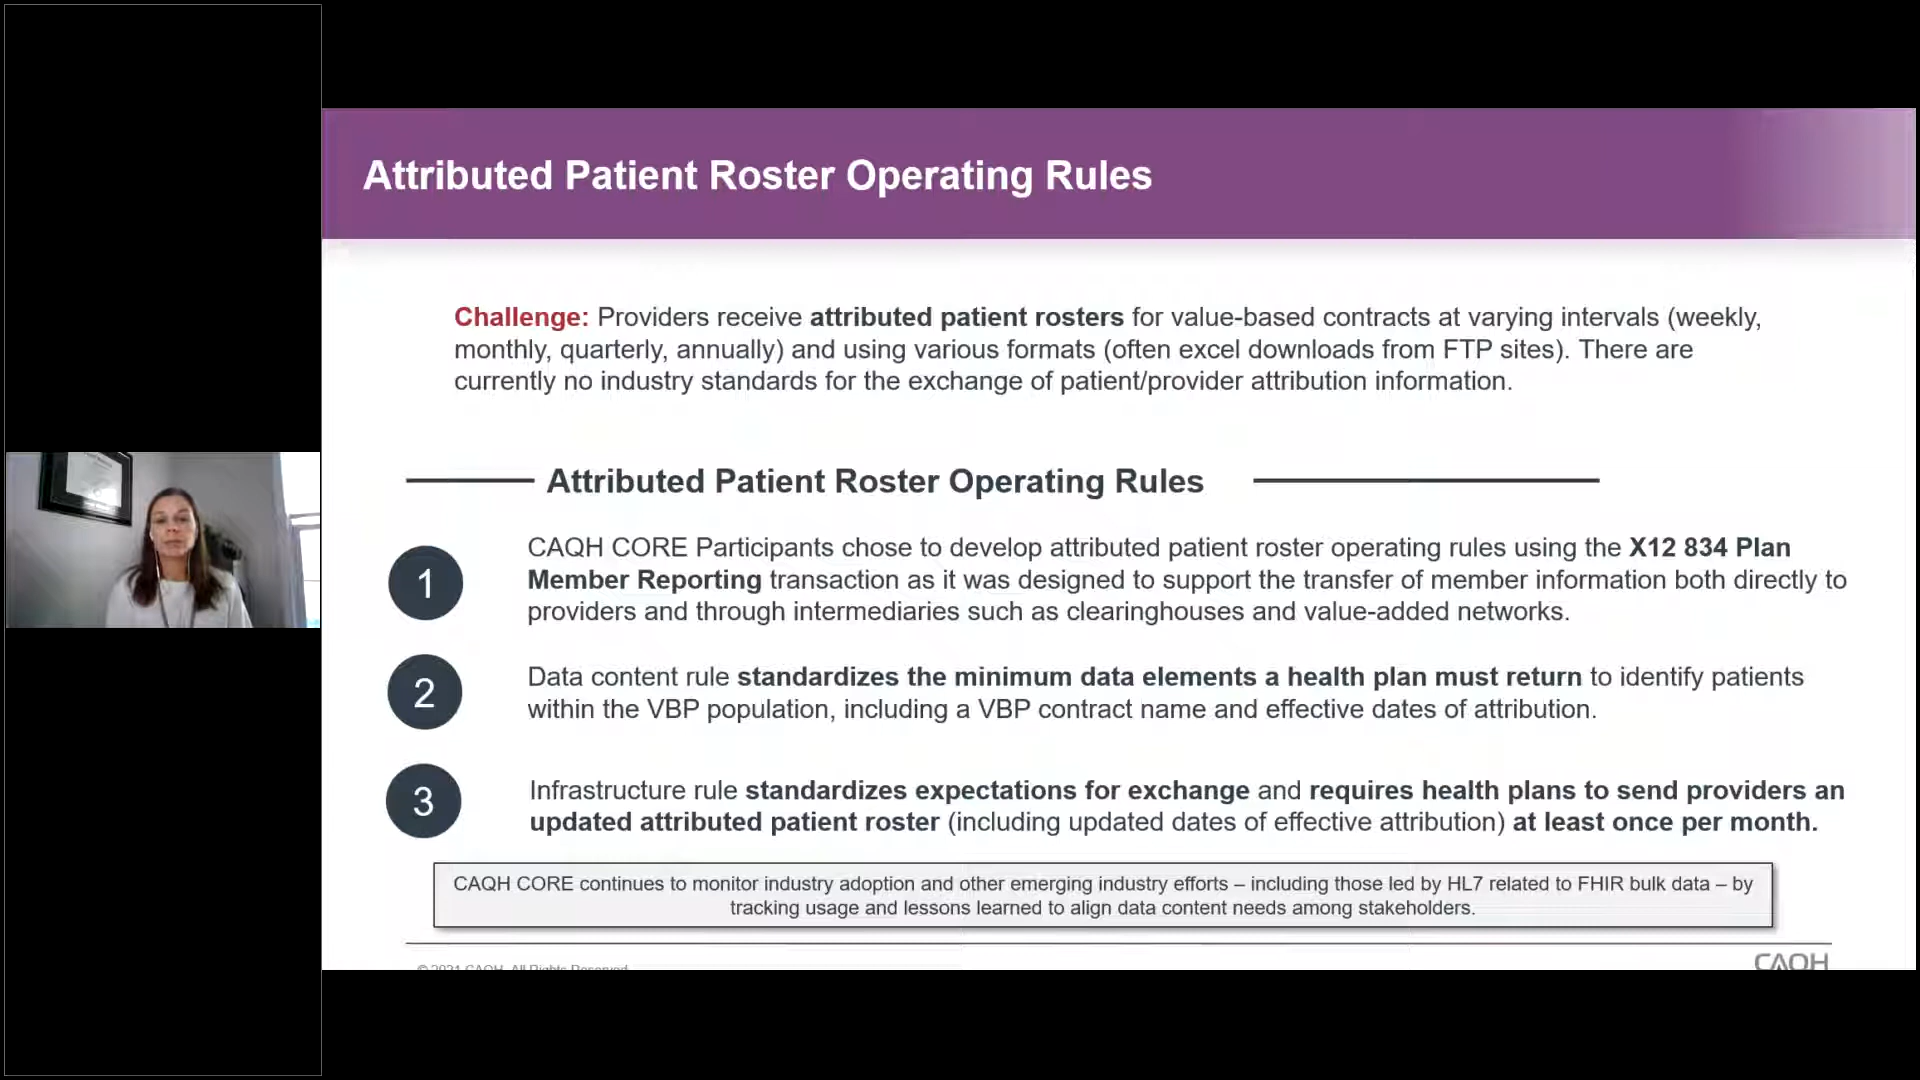 Attributed Patient Roster Operating Rules
Challenge: Providers receive attributed patient rosters for value-based contracts at varying intervals (weekly,
monthly, quarterly, annually) and using various formats (often excel downloads from FTP sites). There are
currently no industry standards for the exchange of patient/provider attribution information.
Attributed Patient Roster Operating Rules
1
CAQH CORE Participants chose to develop attributed patient roster operating rules using the X12 834 Plan
Member Reporting transaction as it was designed to support the transfer of member information both directly to
providers and through intermediaries such as clearinghouses and value-added networks.
2
Data content rule standardizes the minimum data elements a health plan must return to identify patients
within the VBP population, including a VBP contract name and effective dates of attribution.
3
Infrastructure rule standardizes expectations for exchange and requires health plans to send providers an
updated attributed patient roster (including updated dates of effective attribution) at least once per month.
CAQH CORE continues to monitor industry adoption and other emerging industry efforts – including those led by HL7 related to FHIR bulk data – by
tracking usage and lessons learned to align data content needs among stakeholders.
© 2021 CAQH, All Rights Reserved.
CAQH